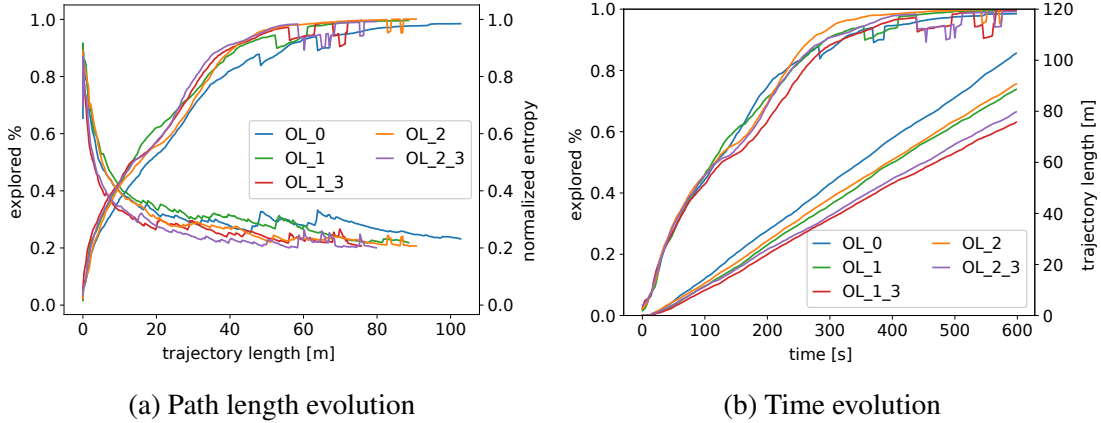 1.0
0.8
0.6
0.4
0.2
0.0
explored %
1.0
0.8
0.6
0.4
0.2
0.0
normalized entropy
OL_0
OL_1
OL_1_3
OL_2
OL_2_3
0 20 40 60 80 100
trajectory length [m]
(a) Path length evolution
1.0
0.8
0.6
0.4
0.2
0.0
explored %
120
100
80
60
40
20
0
trajectory length [m]
OL_0
OL_1
OL_1_3
OL_2
OL_2_3
0 100 200 300 400 500 600
time [s]
(b) Time evolution